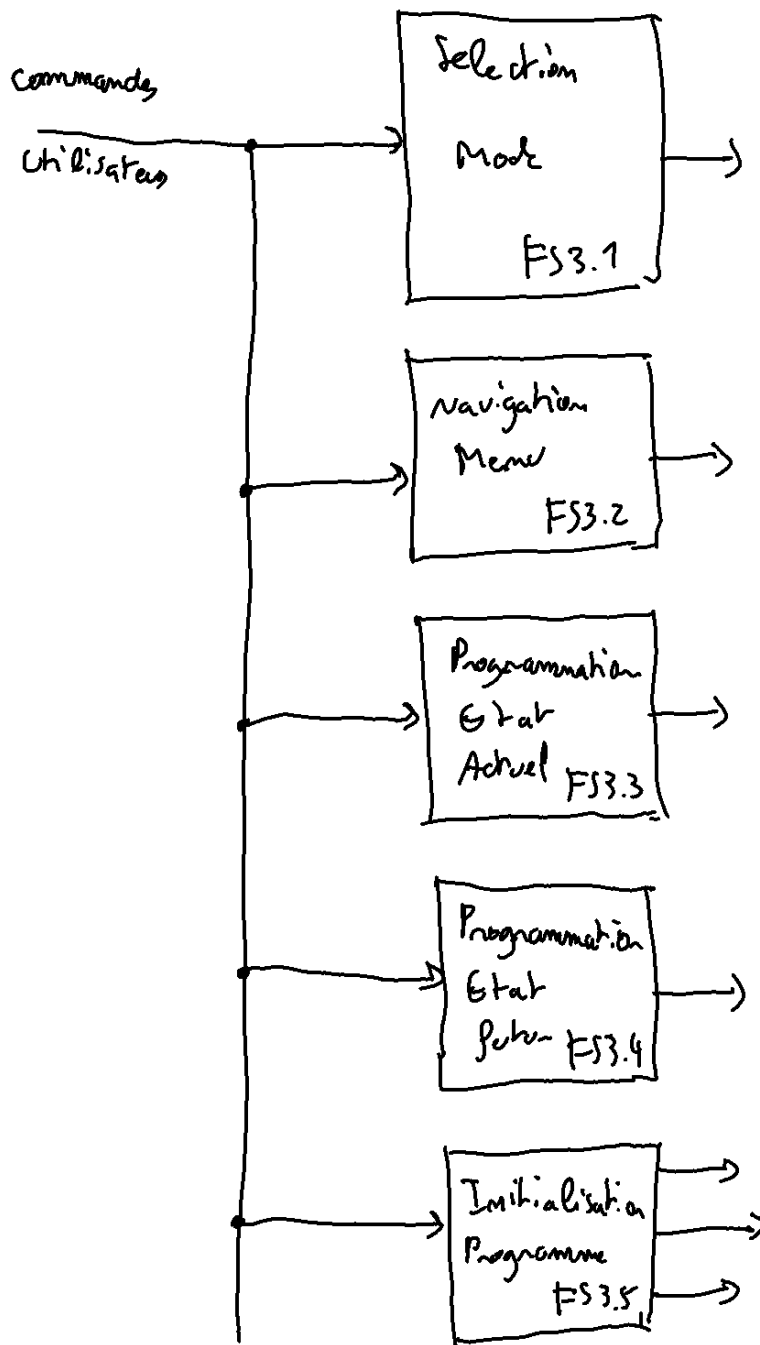 Commandes
Utilisateurs
Selection
Mode
FS3.1
Navigation
Menu
FS3.2
Programmation
Etat
Actuel FS3.3
Programmation
Etat
Futur FS3.4
Initialisation
Programme
FS3.5